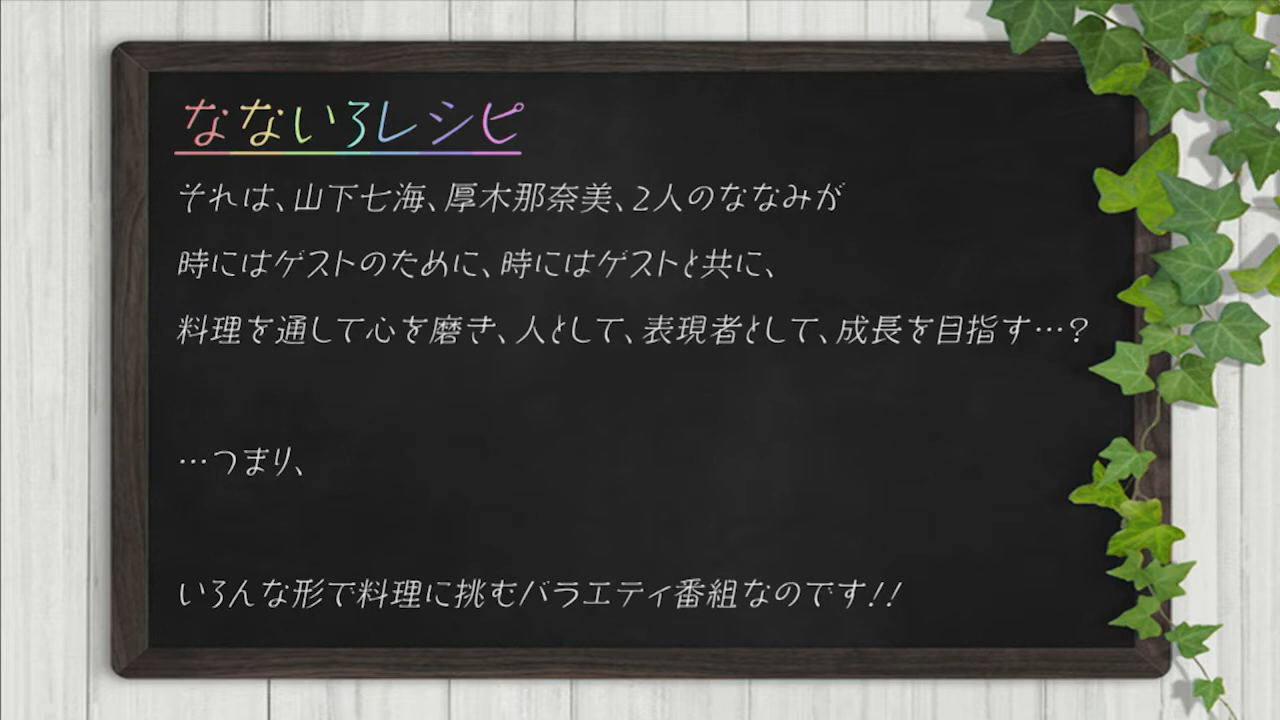 なないろレシピ
それは、山下七海、厚木那奈美、2人のななみが
時にはゲストのために、時にはゲストと共に、
料理を通して心を磨き、人として、表現者として、成長を目指す…?
…つまり、
いろんな形で料理に挑むバラエティ番組なのです!!